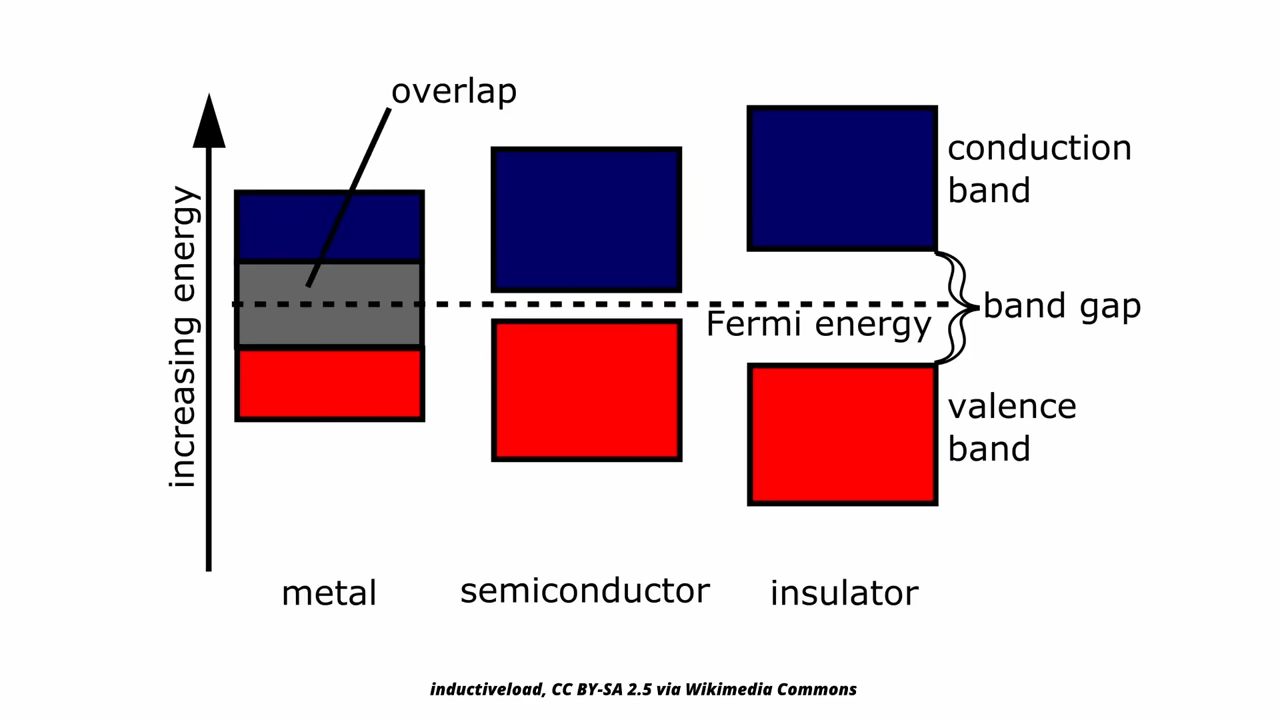 overlap
increasing energy
conduction
band
Fermi energy
band gap
valence
band
metal
semiconductor
insulator
inductiveload, CC BY-SA 2.5 via Wikimedia Commons